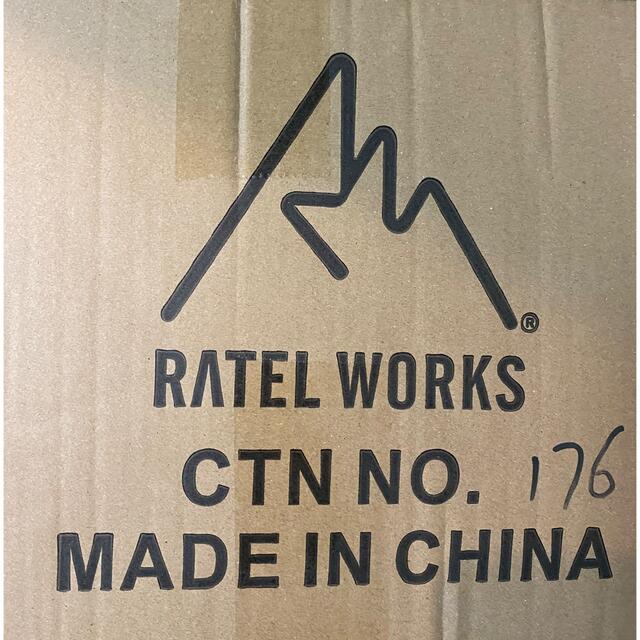 ®
RATEL WORKS
CTN NO. 176
MADE IN CHINA